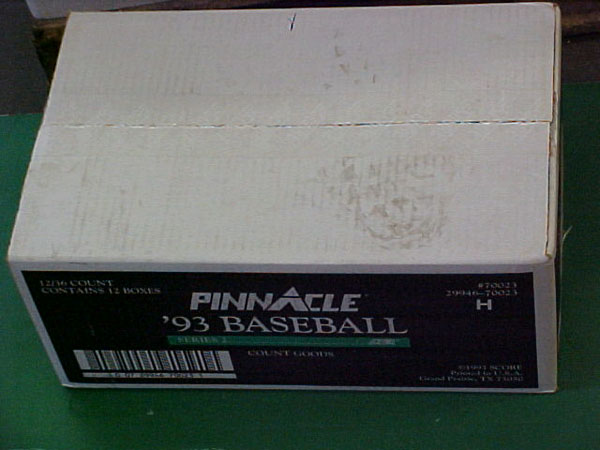 12/36 COUNT
CONTAINS 12 BOXES
#70023
29946-70023
H
PINNACLE
'93 BASEBALL
SERIES 2
COUNT GOODS
©1993 SCORE
Printed in U.S.A.
Grand Prairie, TX